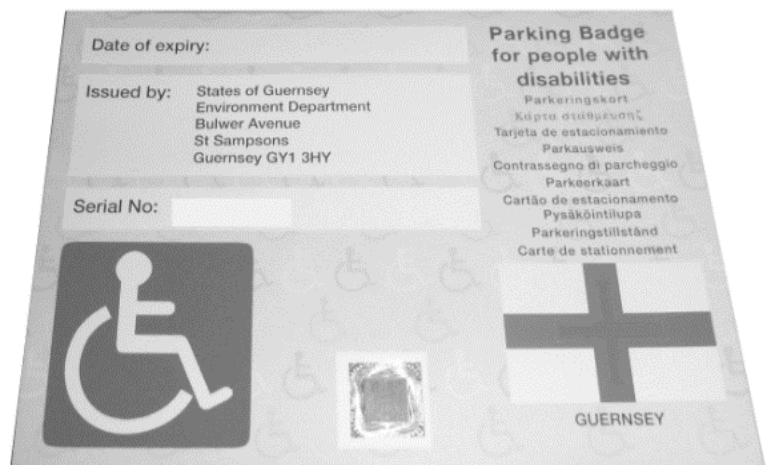 Date of expiry:
Issued by: States of Guernsey
Environment Department
Bulwer Avenue
St Sampsons
Guernsey GY1 3HY
Serial No:
Parking Badge
for people with
disabilities
Parkeringskort
Κάρτα στάθμευσης
Tarjeta de estacionamiento
Parkausweis
Contrassegno di parcheggio
Parkeerkaart
Cartão de estacionamento
Pysäköintilupa
Parkeringstillstånd
Carte de stationnement
GUERNSEY